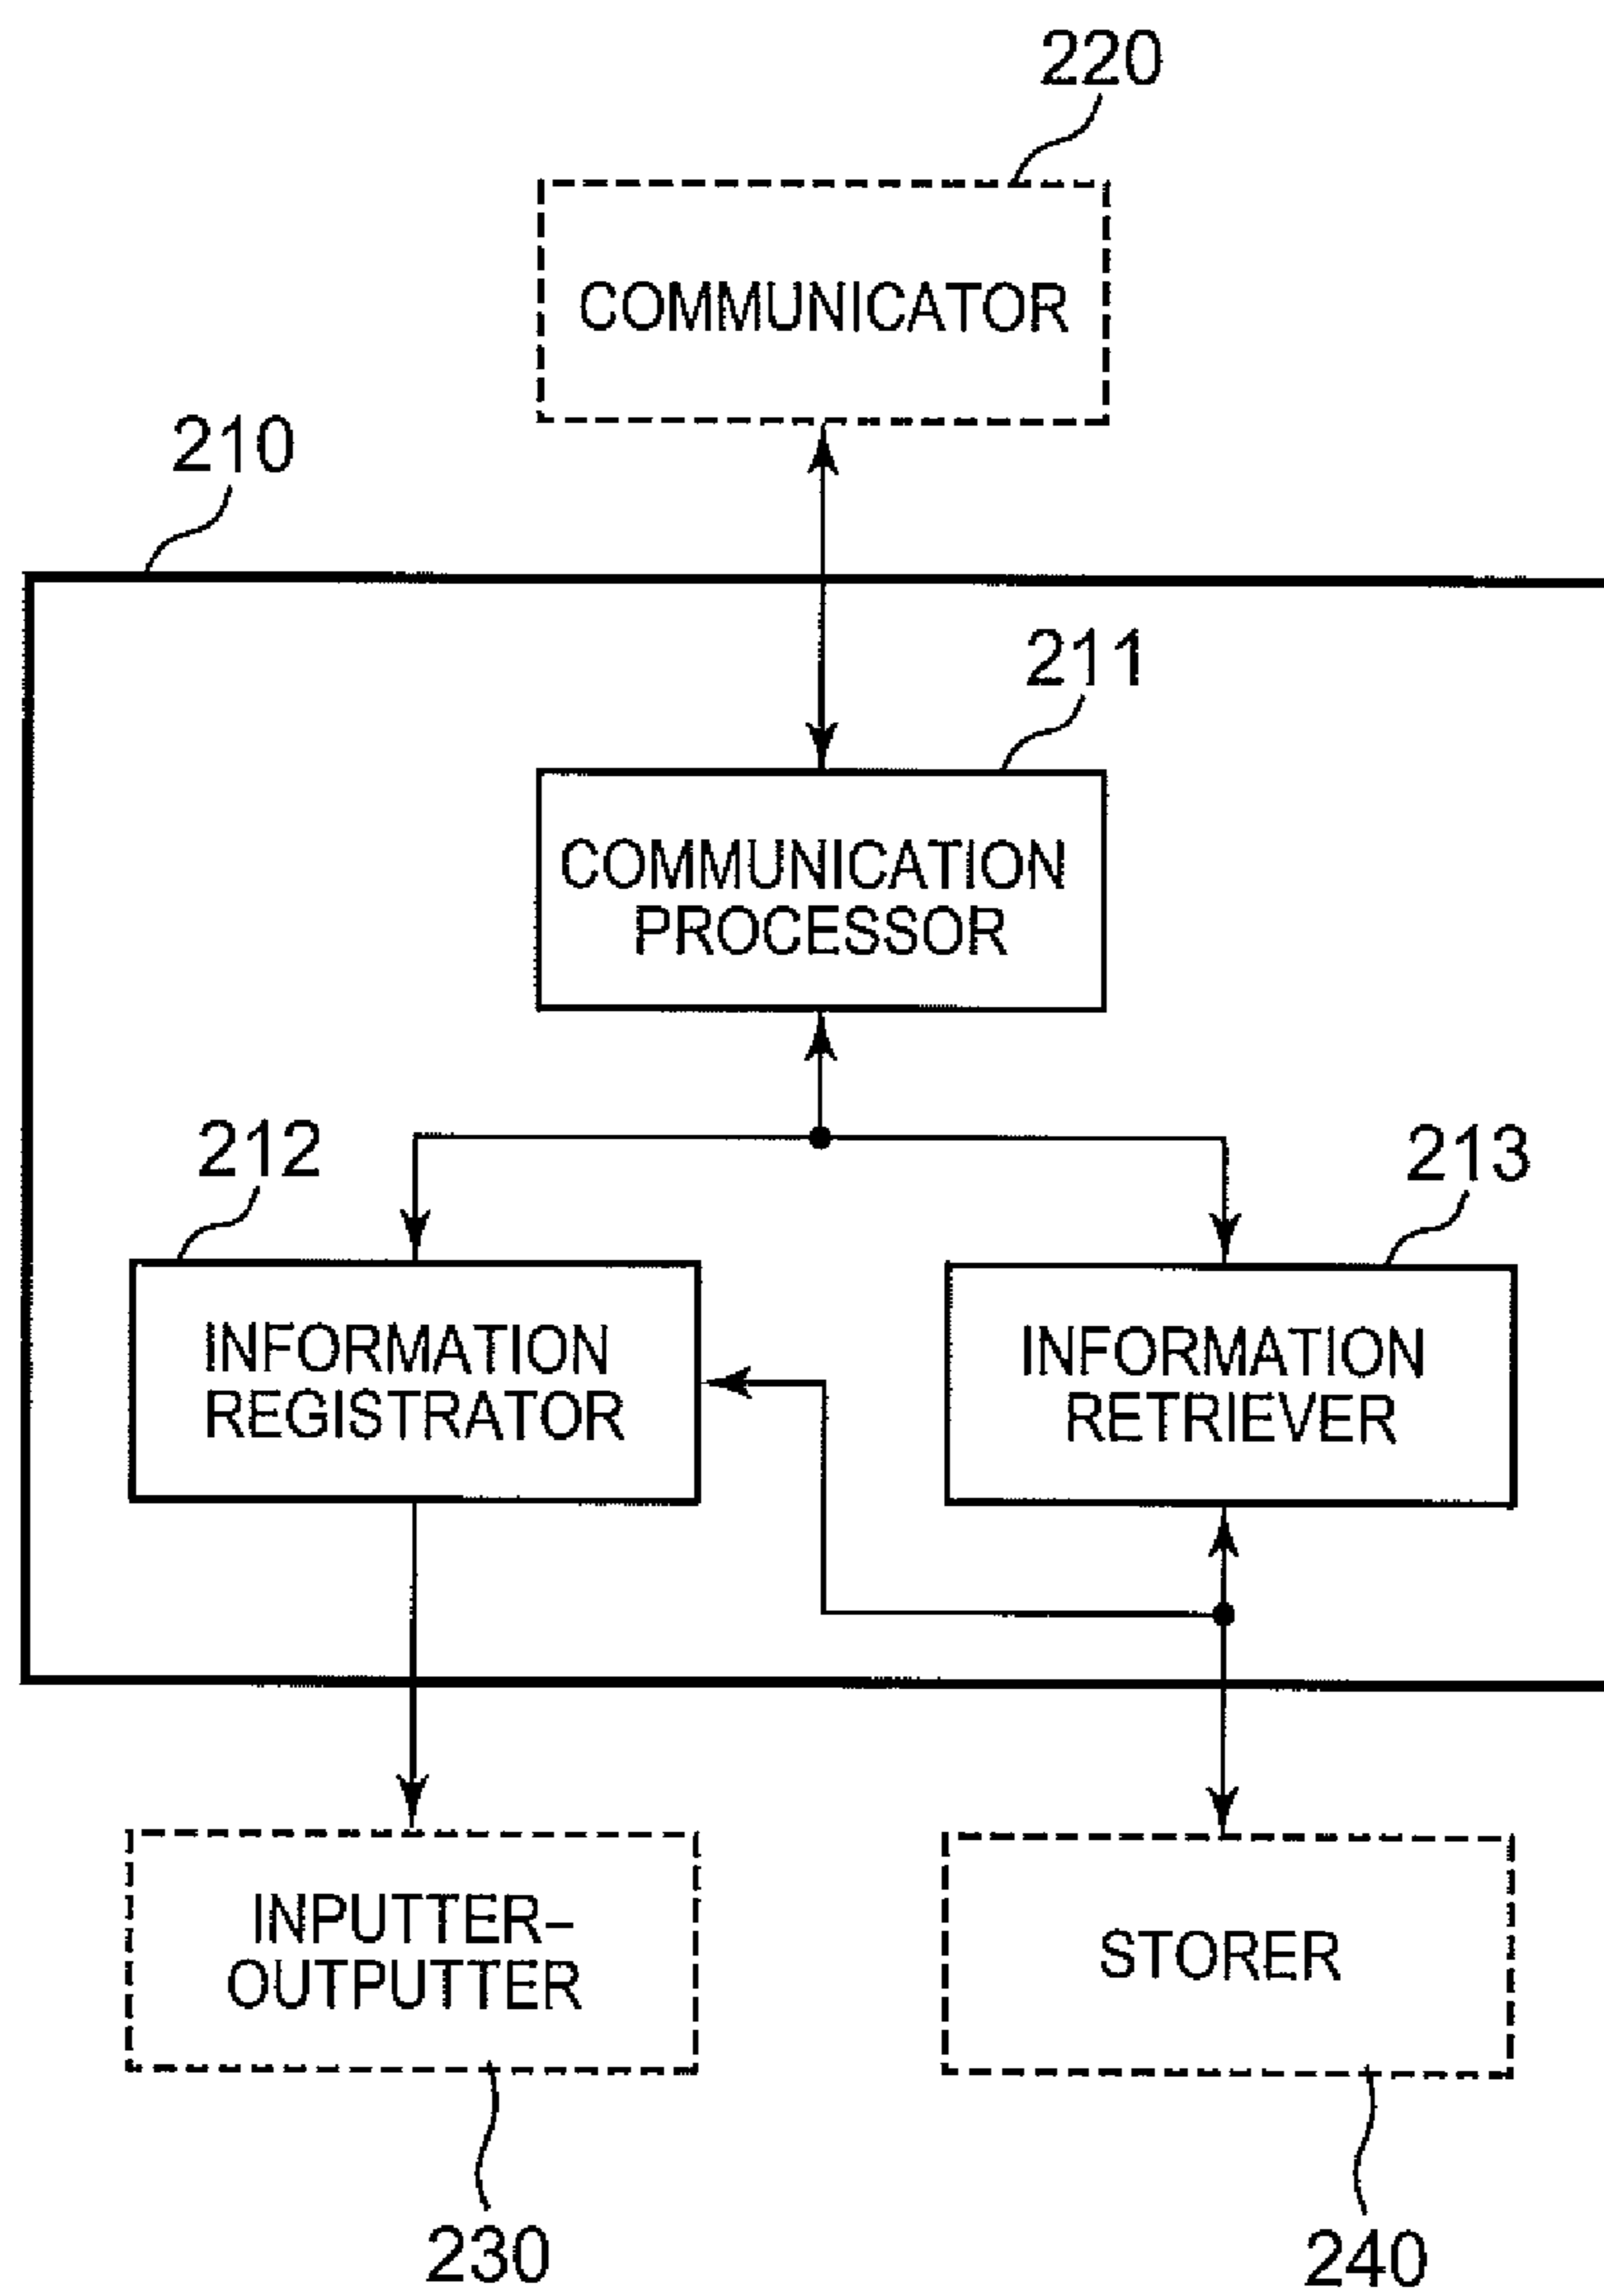 220
COMMUNICATOR
210
211
COMMUNICATION
PROCESSOR
212
213
INFORMATION
REGISTRATOR
INFORMATION
RETRIEVER
INPUTTER–
OUTPUTTER
STORER
230
240